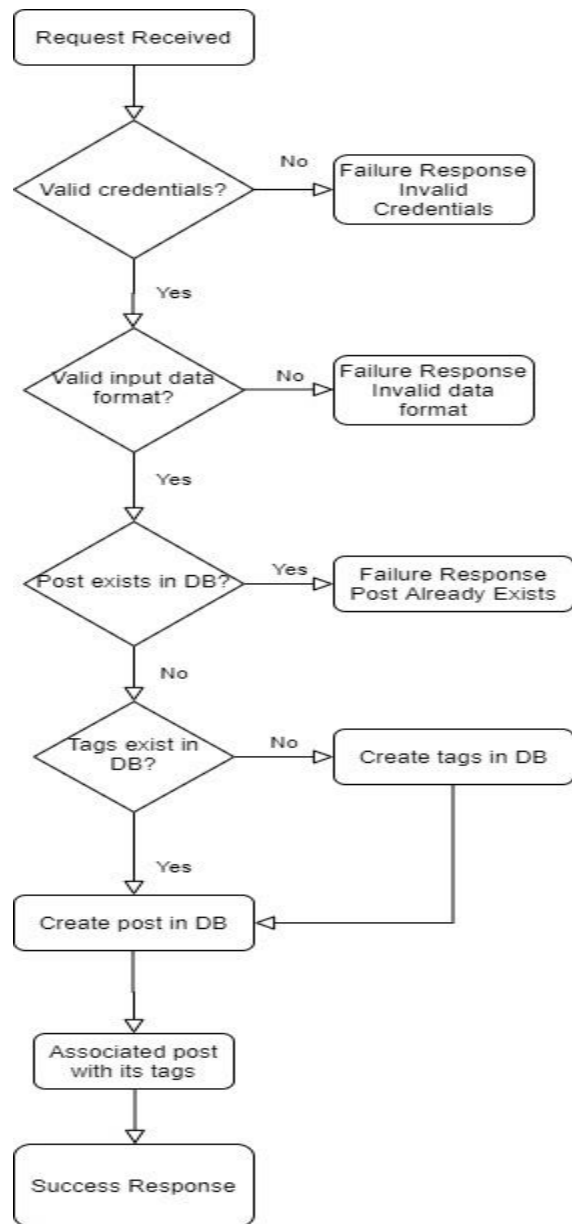 Request Received
Valid credentials?
No
Failure Response
Invalid
Credentials
Yes
Valid input data
format?
No
Failure Response
Invalid data
format
Yes
Post exists in DB?
Yes
Failure Response
Post Already Exists
No
Tags exist in
DB?
No
Create tags in DB
Yes
Create post in DB
Associated post
with its tags
Success Response